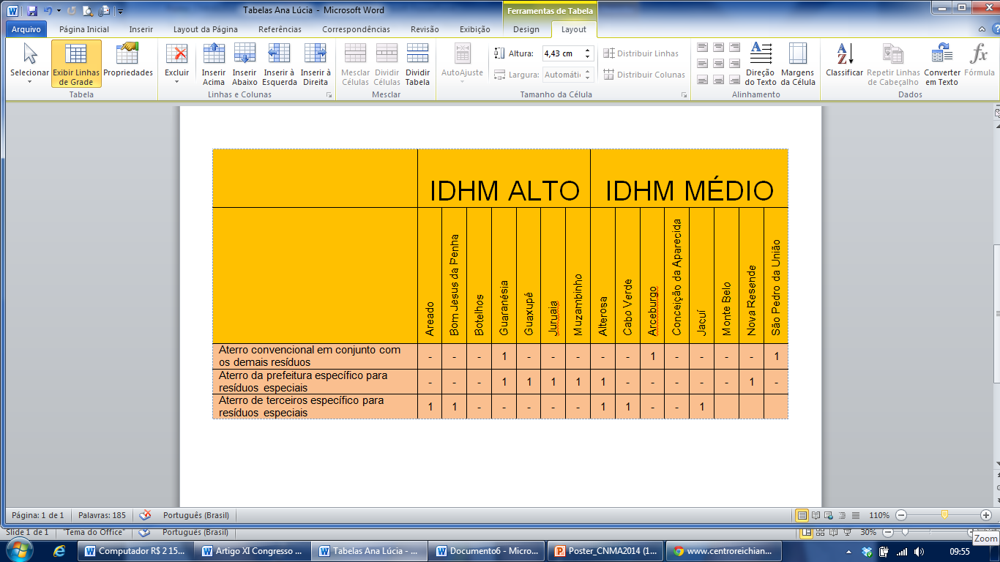 Tabelas Ana Lúcia - Microsoft Word
Ferramentas de Tabela
Arquivo Página Inicial Inserir Layout da Página Referências Correspondências Revisão Exibição Design Layout
Selecionar
Exibir Linhas de Grade
Propriedades
Tabela
Excluir
Inserir Acima
Inserir Abaixo
Inserir à Esquerda
Inserir à Direita
Linhas e Colunas
Mesclar Células
Dividir Células
Dividir Tabela
Mesclar
AutoAjuste
Altura: 4,43 cm
Largura: Automáti
Distribuir Linhas
Distribuir Colunas
Tamanho da Célula
Direção do Texto
Margens da Célula
Alinhamento
Classificar
Repetir Linhas de Cabeçalho
Converter em Texto
Fórmula
Dados
IDHM ALTO IDHM MÉDIO
Areado
Bom Jesus da Penha
Botelhos
Guaranésia
Guaxupé
Juruaia
Muzambinho
Alterosa
Cabo Verde
Arceburgo
Conceição da Aparecida
Jacuí
Monte Belo
Nova Resende
São Pedro da União
Aterro convencional em conjunto com
os demais resíduos
- - - 1 - - - - - 1 - - - - 1
Aterro da prefeitura específico para
resíduos especiais
- - - 1 1 1 1 1 - - - - - 1 -
Aterro de terceiros específico para
resíduos especiais
1 1 - - - - - 1 1 - - 1
Página: 1 de 1 Palavras: 185 Português (Brasil) 110%
Slide 1 de 1 "Tema do Office" Português (Brasil) 30%
Zoom
Computador R$ 2 15... Artigo XI Congresso ... Tabelas Ana Lúcia - ... Documento6 - Micro... Poster_CNMA2014 (1... www.centroreichian... 09:55